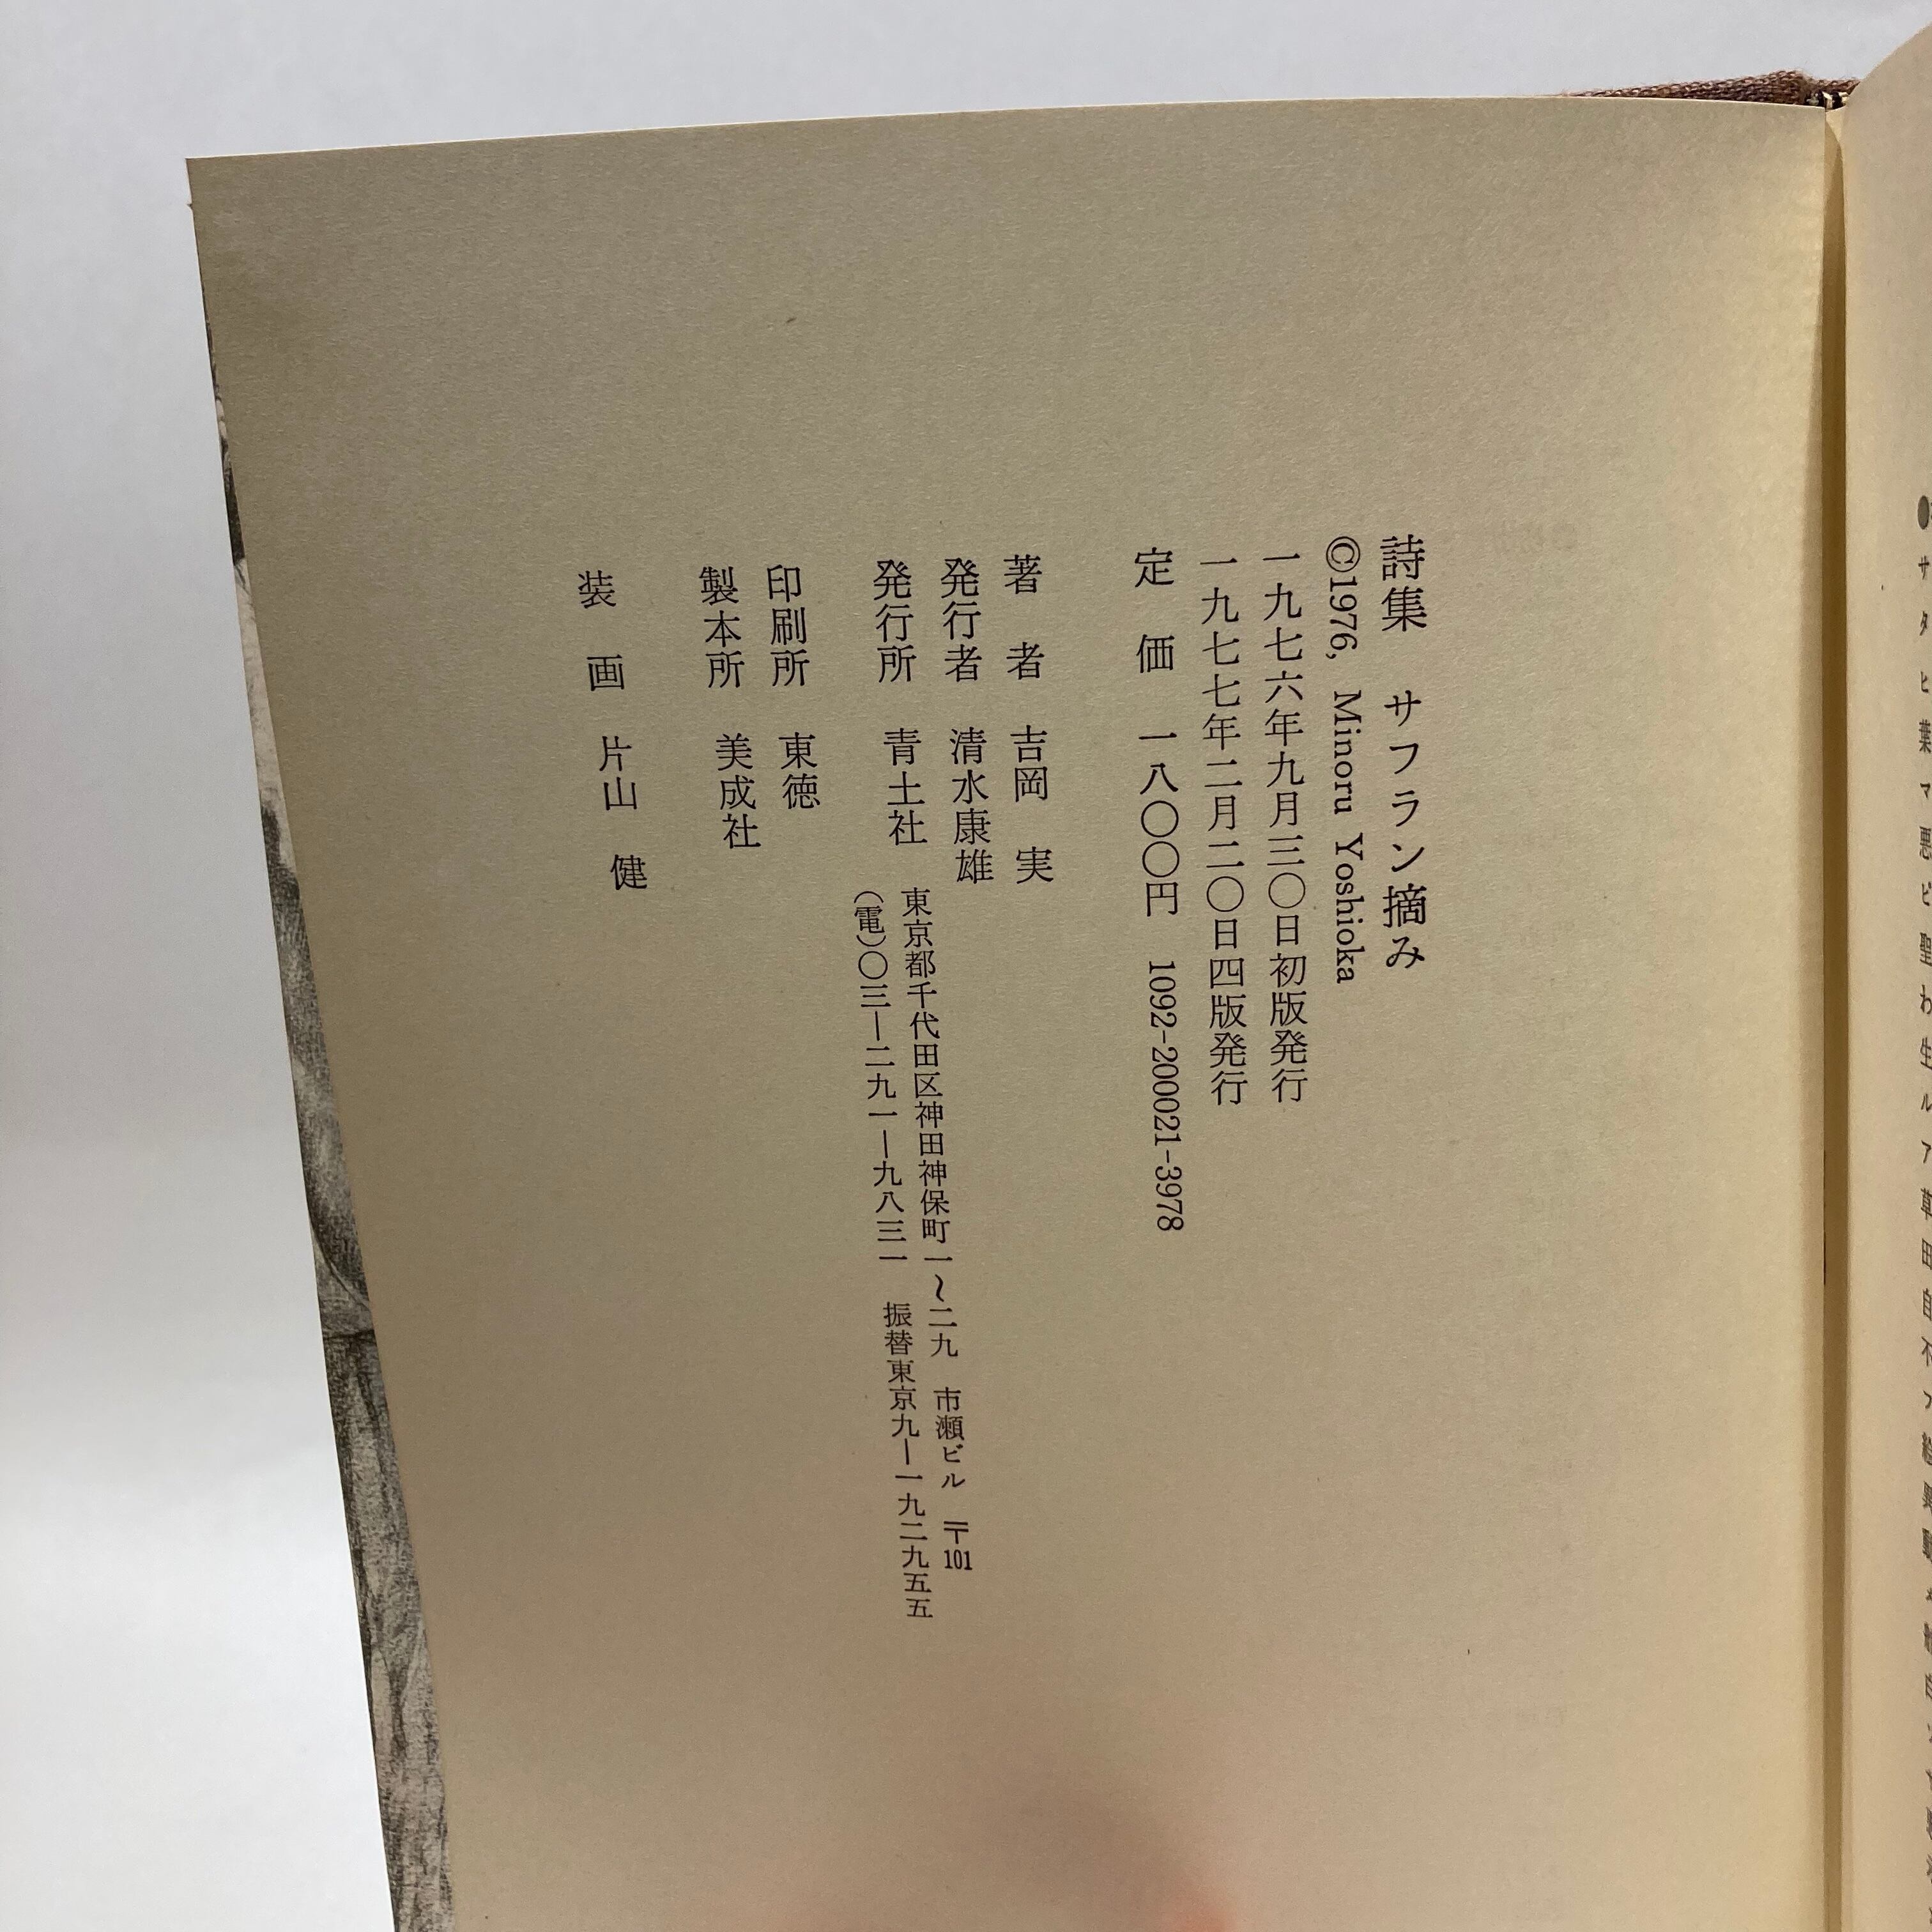 詩集　サフラン摘み
©1976, Minoru Yoshioka
一九七六年九月三〇日初版発行
一九七七年二月二〇日四版発行
定　価　一八〇〇円　1092-200021-3978
著　者　吉岡　実
発行者　清水康雄
発行所　青土社
東京都千代田区神田神保町一〜二九　市瀬ビル　〒101
（電）〇三―二九一―九八三一　振替東京九―一九二九五五
印刷所　東徳
製本所　美成社
装　画　片山　健